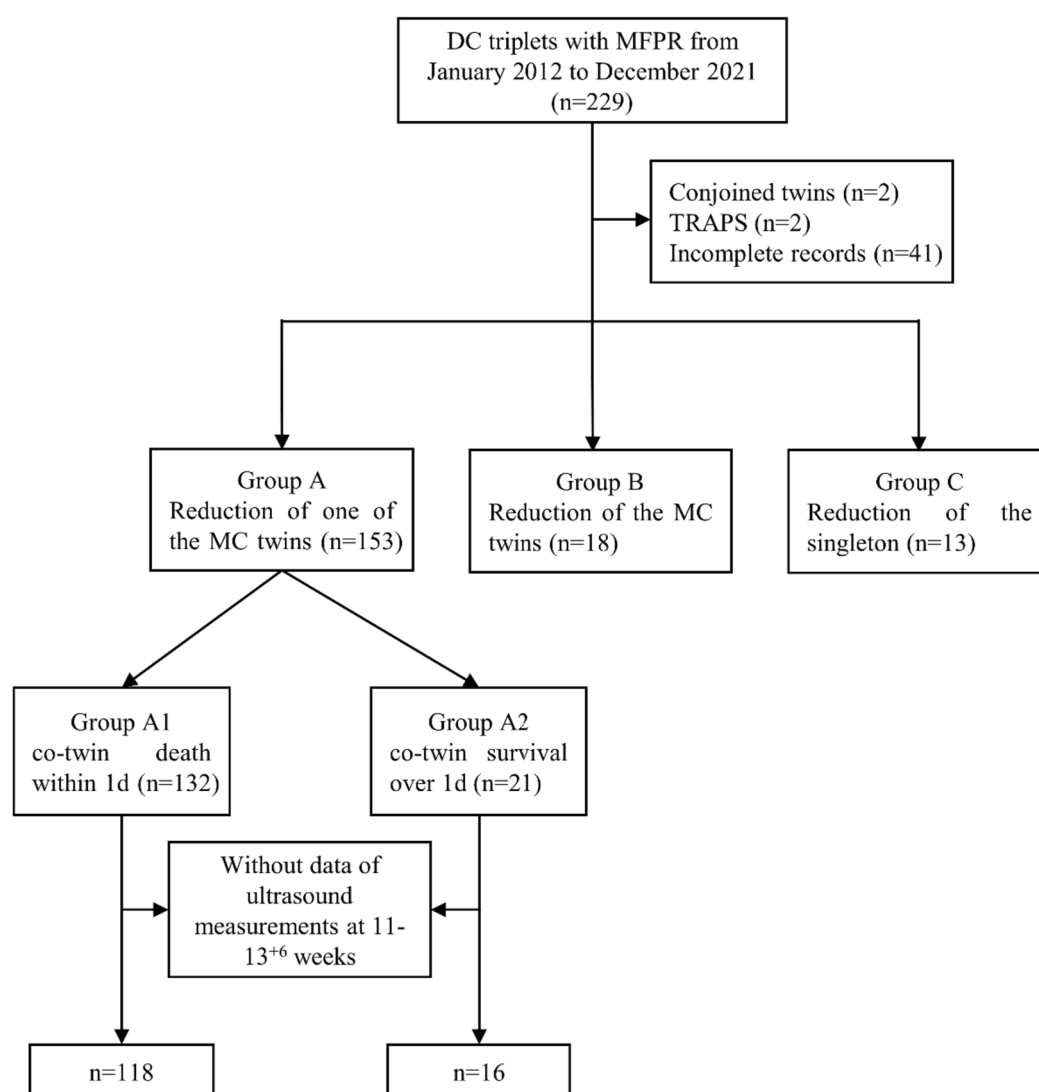 DC triplets with MFPR from
January 2012 to December 2021
(n=229)
Conjoined twins (n=2)
TRAPS (n=2)
Incomplete records (n=41)
Group A
Reduction of one of
the MC twins (n=153)
Group B
Reduction of the MC
twins (n=18)
Group C
Reduction of the
singleton (n=13)
Group A1
co-twin death
within 1d (n=132)
Group A2
co-twin survival
over 1d (n=21)
Without data of
ultrasound
measurements at 11-
13⁺⁶ weeks
n=118
n=16